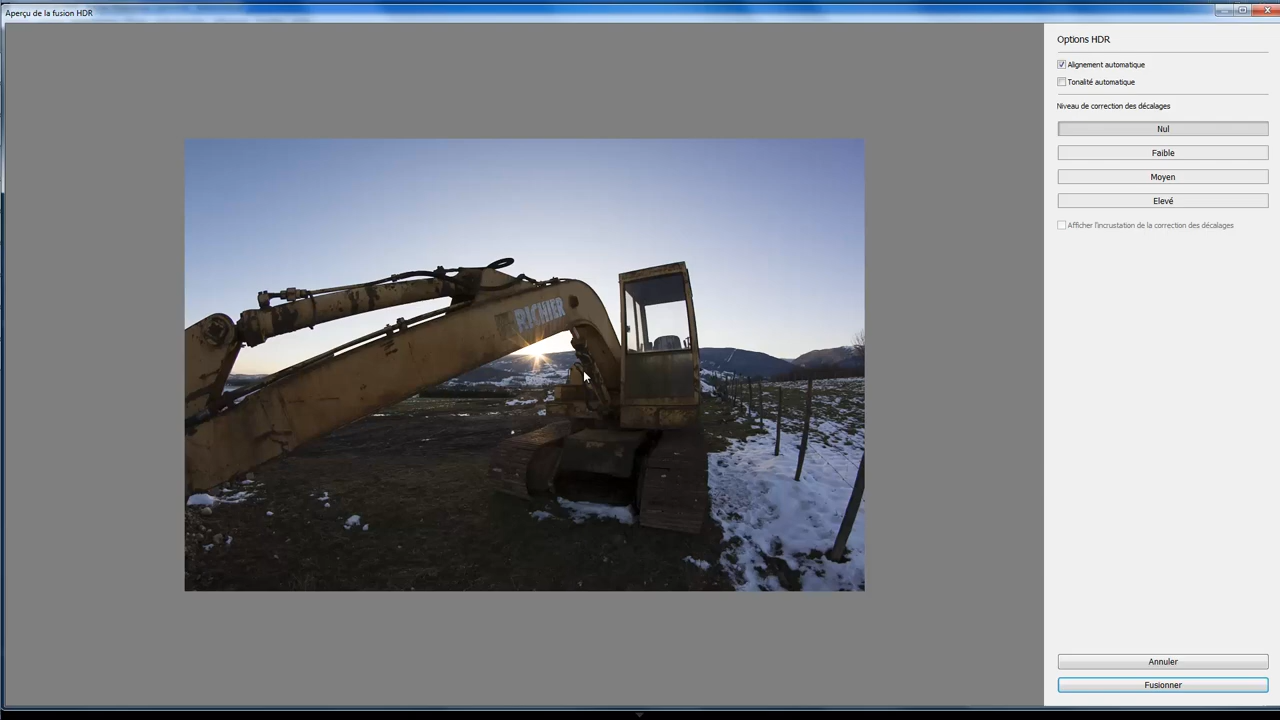 Aperçu de la fusion HDR
Options HDR
Alignement automatique
Tonalité automatique
Niveau de correction des décalages
Nul
Faible
Moyen
Elevé
Afficher l'incrustation de la correction des décalages
RICHIER
Annuler
Fusionner